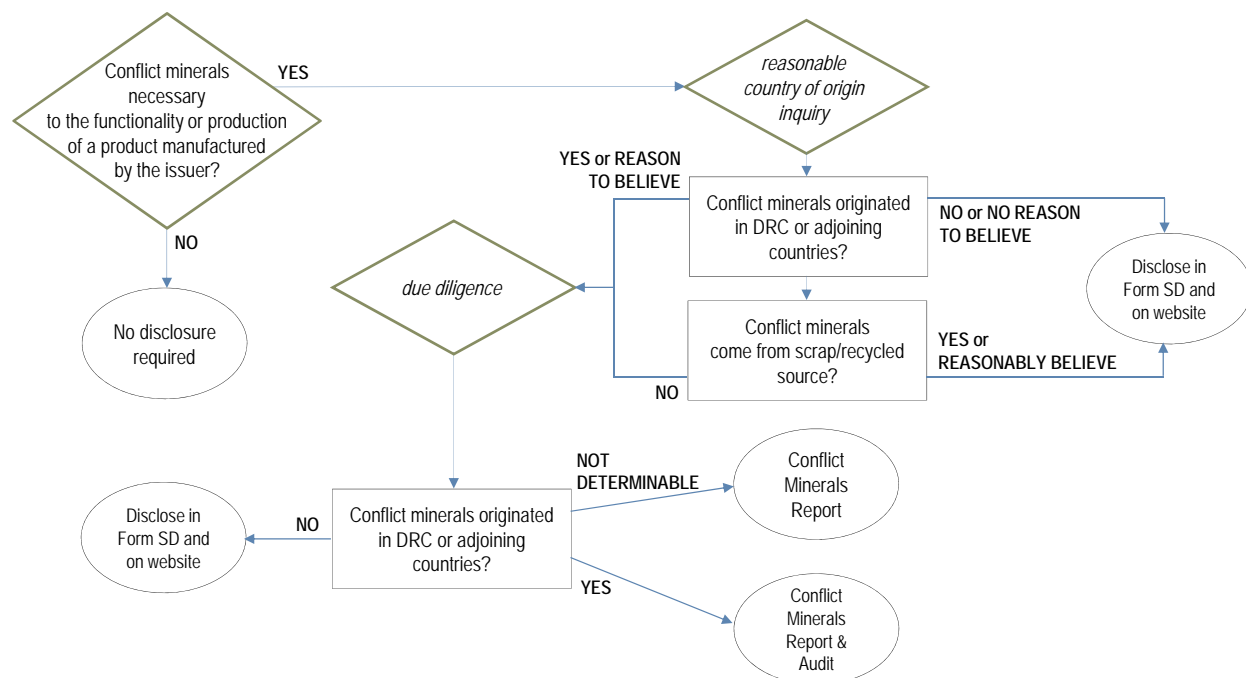 Conflict minerals
necessary
to the functionality or production
of a product manufactured
by the issuer?
YES
reasonable
country of origin
inquiry
NO
No disclosure
required
YES or REASON
TO BELIEVE
Conflict minerals originated
in DRC or adjoining
countries?
NO or NO REASON
TO BELIEVE
Disclose in
Form SD and
on website
due diligence
Conflict minerals
come from scrap/recycled
source?
YES or
REASONABLY BELIEVE
NO
Conflict minerals originated
in DRC or adjoining
countries?
NO
Disclose in
Form SD and
on website
NOT
DETERMINABLE
Conflict
Minerals
Report
YES
Conflict
Minerals
Report &
Audit